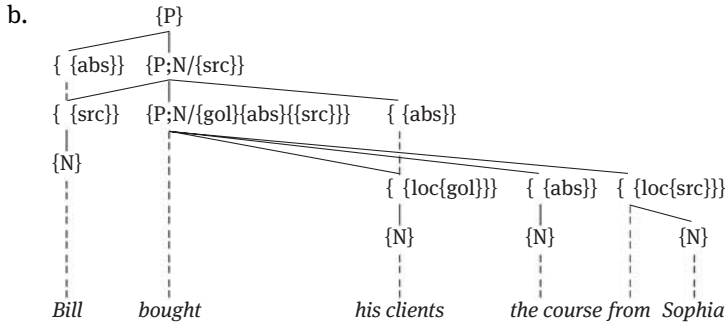 b.
{P}
{ {abs}} {P;N/{src}}
{ {src}} {P;N/{gol}{abs}{{src}}} { {abs}}
{N}
{ {loc{gol}}} { {abs}} { {loc{src}}}
{N} {N} {N}
Bill bought his clients the course from Sophia